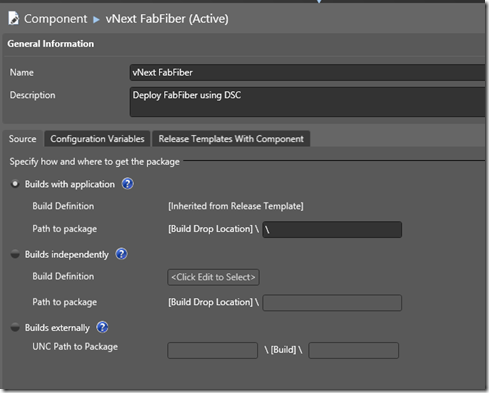 Component ▶ vNext FabFiber (Active)
General Information
Name vNext FabFiber
Description Deploy FabFiber using DSC
Source Configuration Variables Release Templates With Component
Specify how and where to get the package
Builds with application ?
Build Definition [Inherited from Release Template]
Path to package [Build Drop Location] \ \
Builds independently ?
Build Definition <Click Edit to Select>
Path to package [Build Drop Location] \
Builds externally ?
UNC Path to Package \ [Build] \